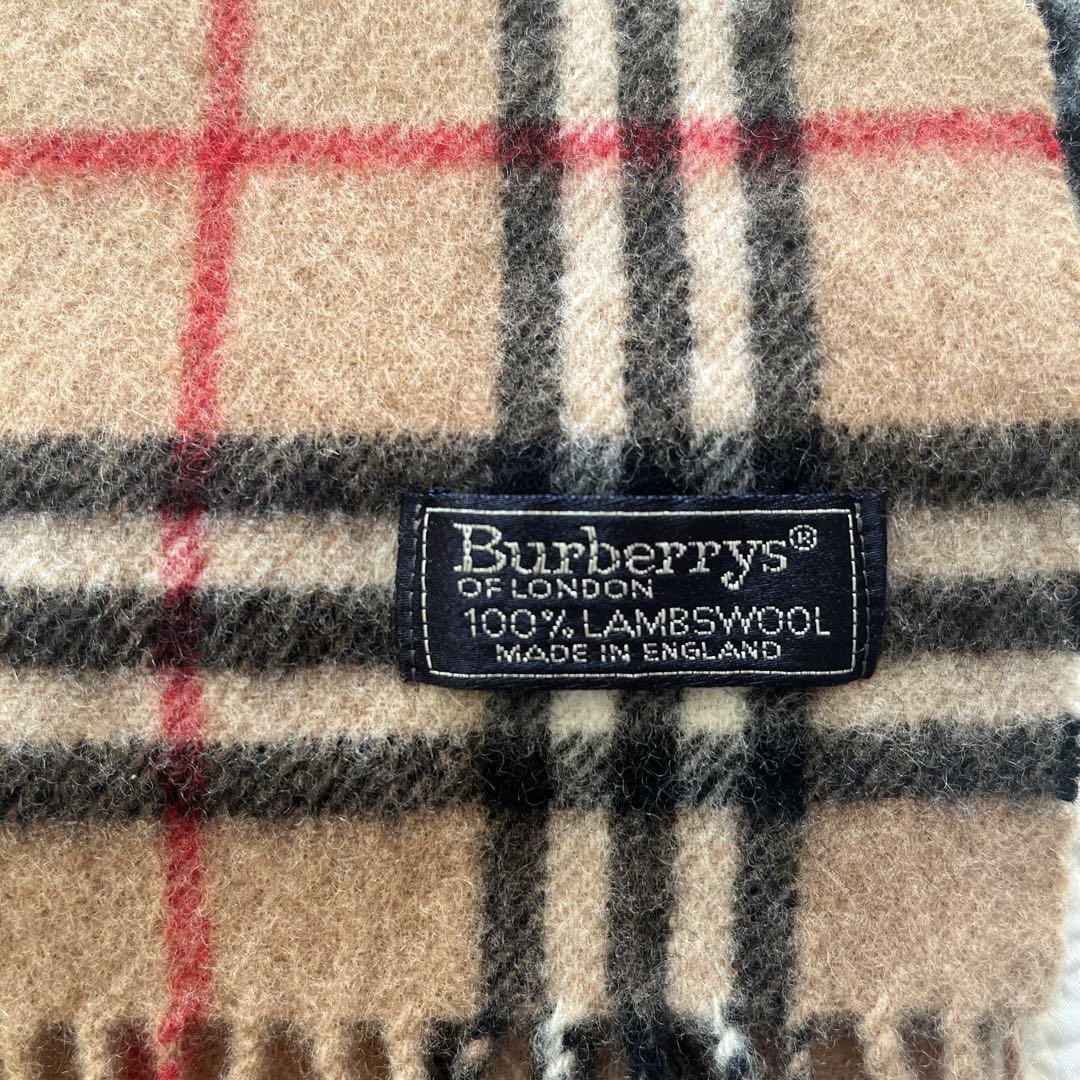 Burberrys®
OF LONDON
100% LAMBSWOOL
MADE IN ENGLAND